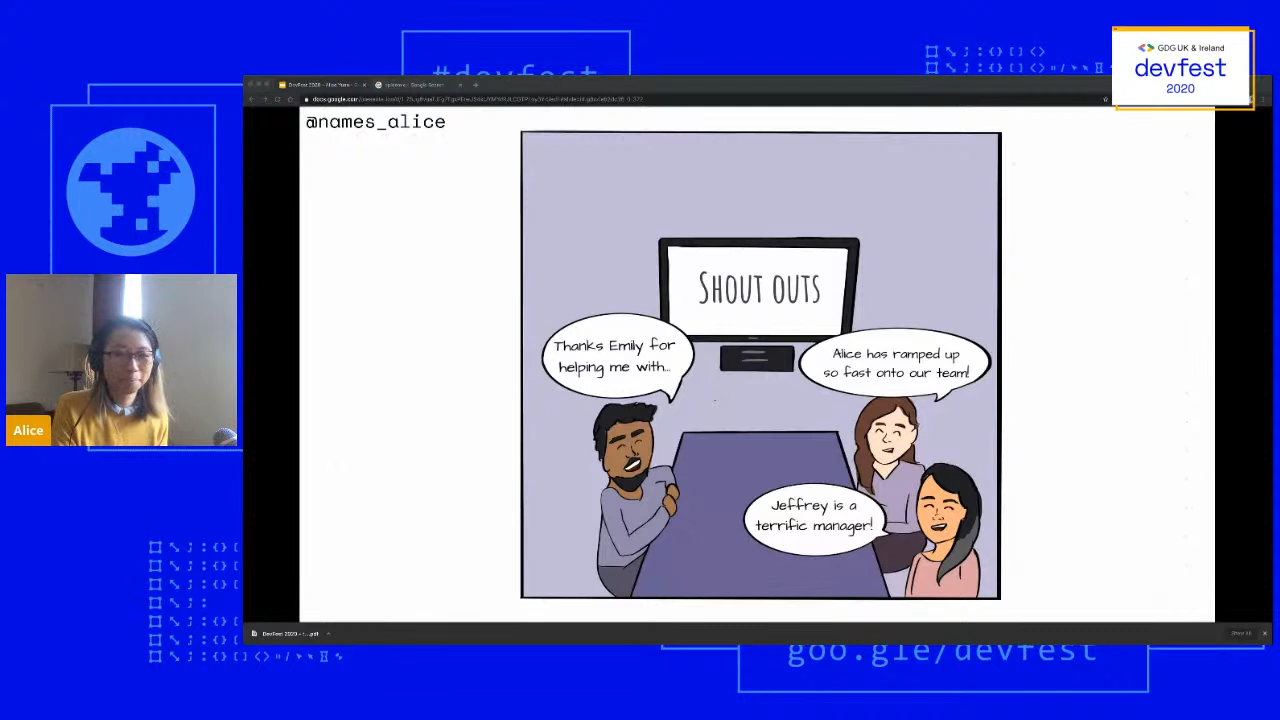 #devfest
GDG UK & Ireland
devfest
2020
@names_alice
SHOUT OUTS
Thanks Emily for
helping me with...
Alice has ramped up
so fast onto our team!
Jeffrey is a
terrific manager!
Alice
goo.gle/devfest